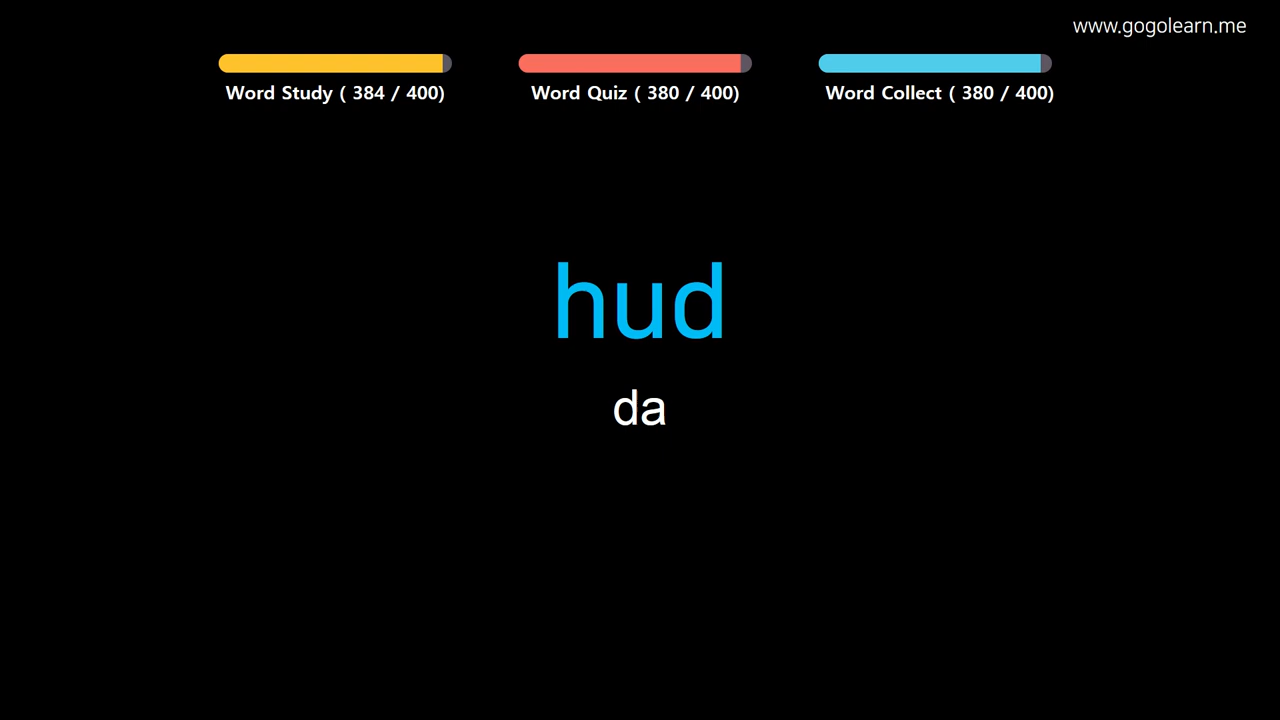 www.gogolearn.me
Word Study ( 384 / 400)
Word Quiz ( 380 / 400)
Word Collect ( 380 / 400)
hud
da